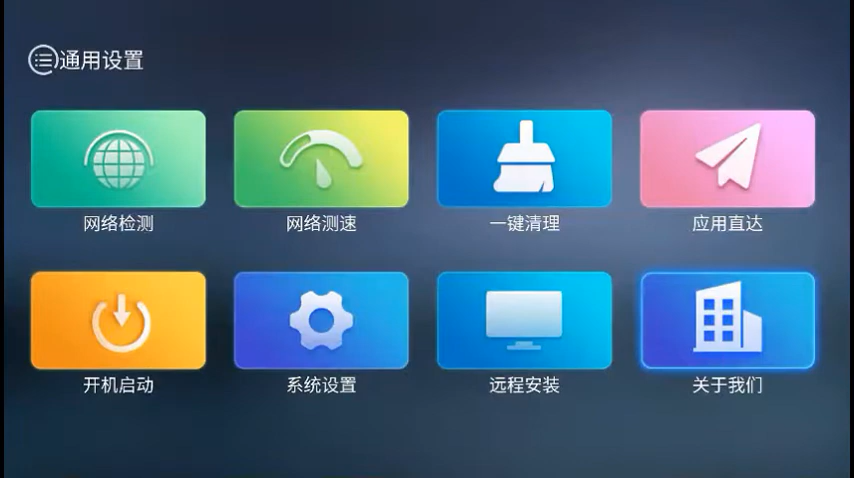 通用设置
网络检测
网络测速
一键清理
应用直达
开机启动
系统设置
远程安装
关于我们